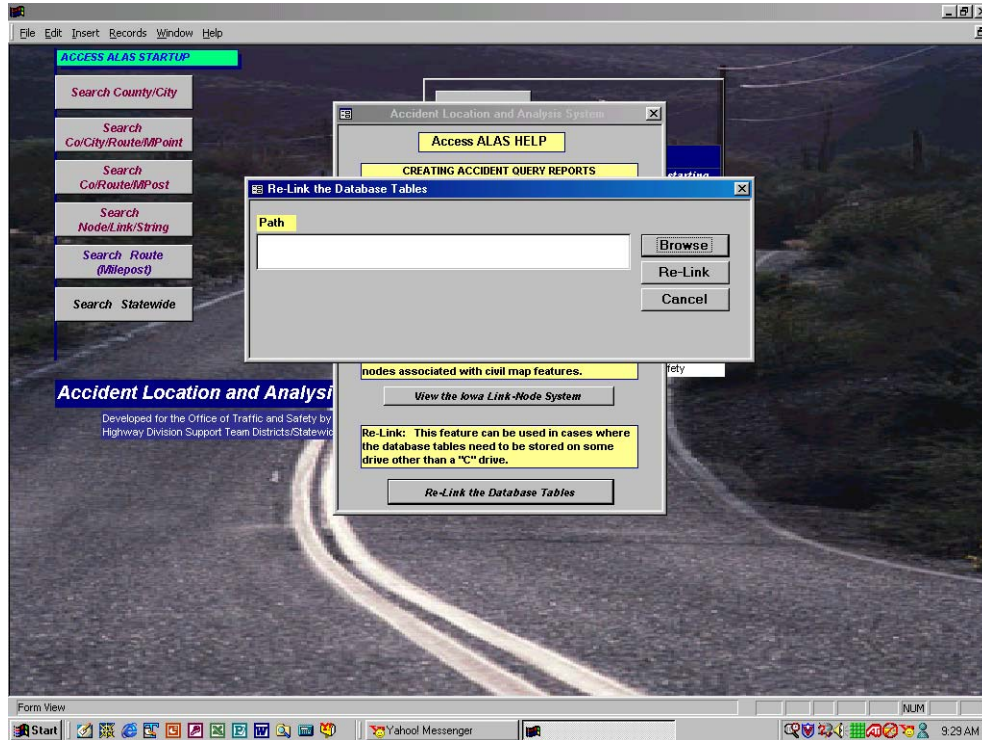 File Edit Insert Records Window Help
ACCESS ALAS STARTUP
Search County/City
Search
Co/City/Route/MPoint
Search
Co/Route/MPost
Search
Node/Link/String
Search Route
(Milepost)
Search Statewide
Accident Location and Analysis System
Access ALAS HELP
CREATING ACCIDENT QUERY REPORTS
starting
Re-Link the Database Tables
Path
Browse
Re-Link
Cancel
nodes associated with civil map features.
fety
View the Iowa Link-Node System
Accident Location and Analysi
Developed for the Office of Traffic and Safety by
Highway Division Support Team Districts/Statewic
Re-Link: This feature can be used in cases where
the database tables need to be stored on some
drive other than a "C" drive.
Re-Link the Database Tables
Form View
NUM
Start
Yahoo! Messenger
9:29 AM